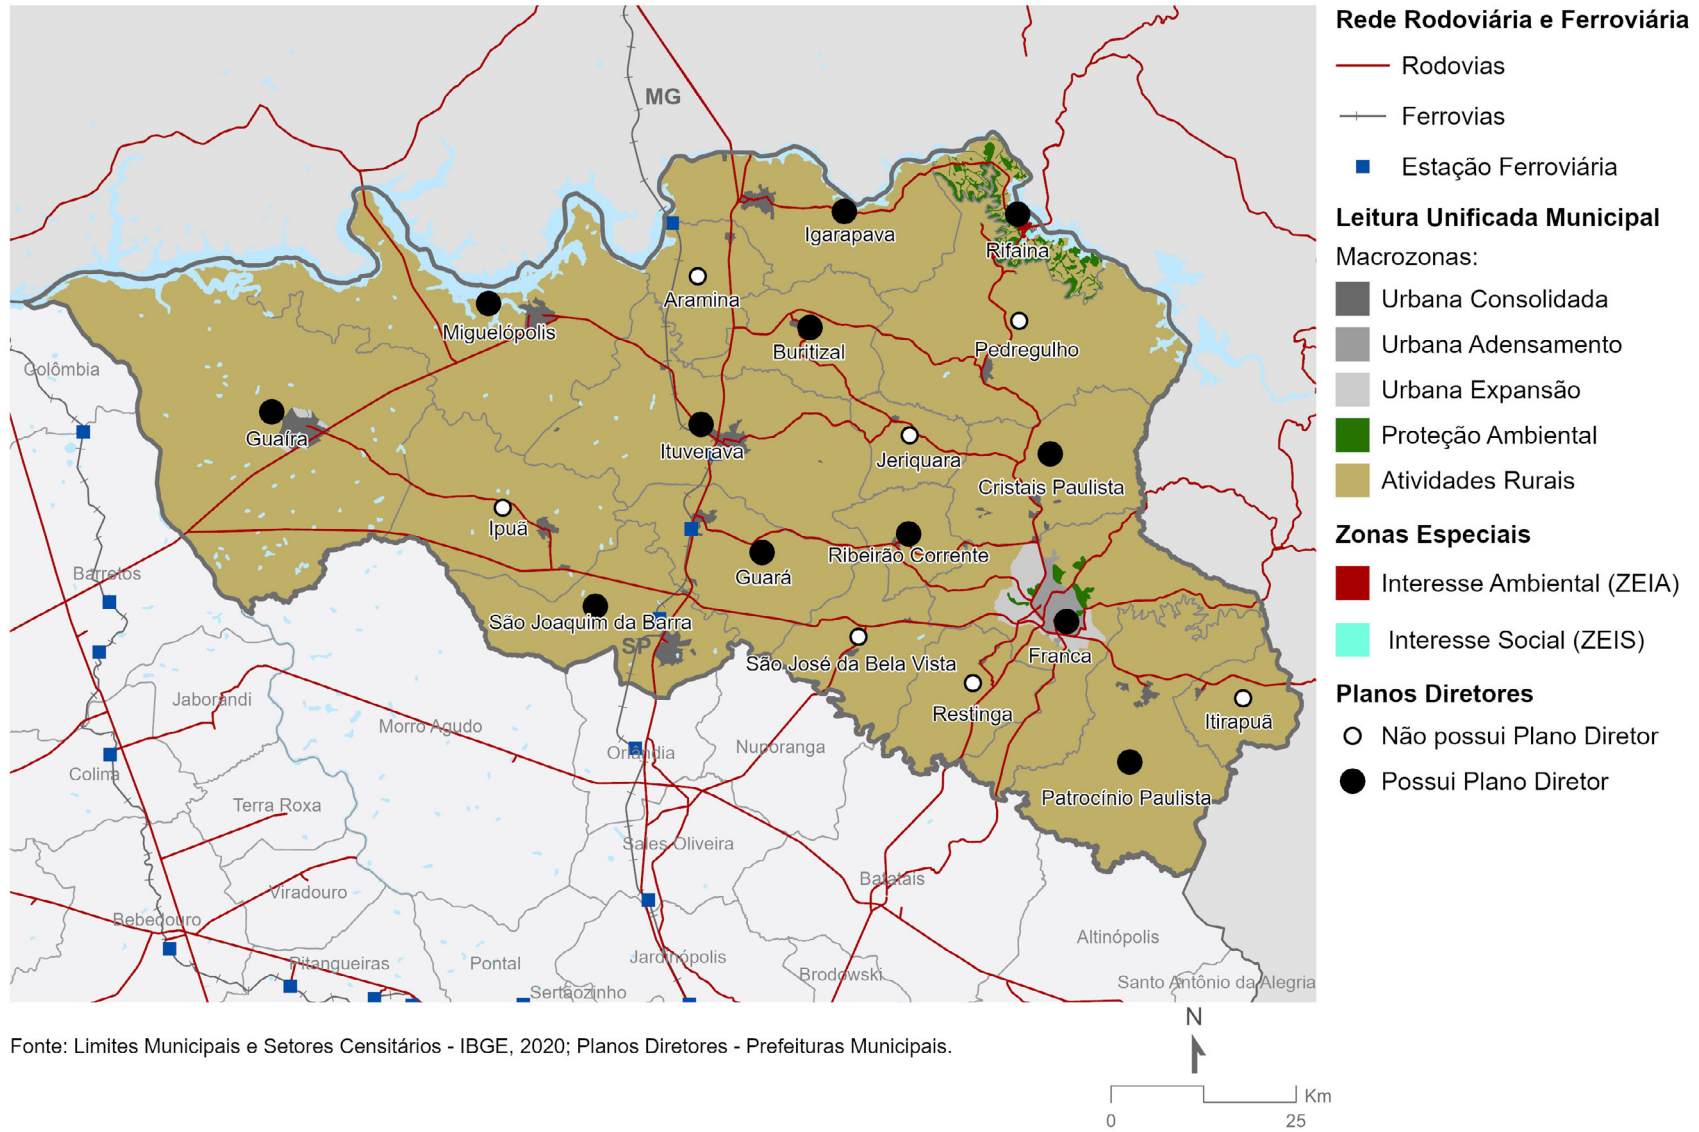 MG
Igarapava
Rifaina
Aramina
Miguelópolis
Buritizal
Pedregulho
Golômbia
Guaíra
Ituverava
Jeriquara
Cristais Paulista
Ipuã
Ribeirão Corrente
Guará
Barretos
São Joaquim da Barra
SP
São José da Bela Vista
Franca
Jaborandi
Restinga
Itirapuã
Morro Agudo
Orlândia
Nuporanga
Colina
Patrocínio Paulista
Terra Roxa
Sales Oliveira
Viradouro
Batatais
Bebedouro
Altinópolis
Pitangueiras
Pontal
Jardinópolis
Brodowski
Santo Antônio da Alegria
Sertãozinho
Rede Rodoviária e Ferroviária
Rodovias
Ferrovias
Estação Ferroviária
Leitura Unificada Municipal
Macrozonas:
Urbana Consolidada
Urbana Adensamento
Urbana Expansão
Proteção Ambiental
Atividades Rurais
Zonas Especiais
Interesse Ambiental (ZEIA)
Interesse Social (ZEIS)
Planos Diretores
Não possui Plano Diretor
Possui Plano Diretor
Fonte: Limites Municipais e Setores Censitários - IBGE, 2020; Planos Diretores - Prefeituras Municipais.
N
Km
0 25